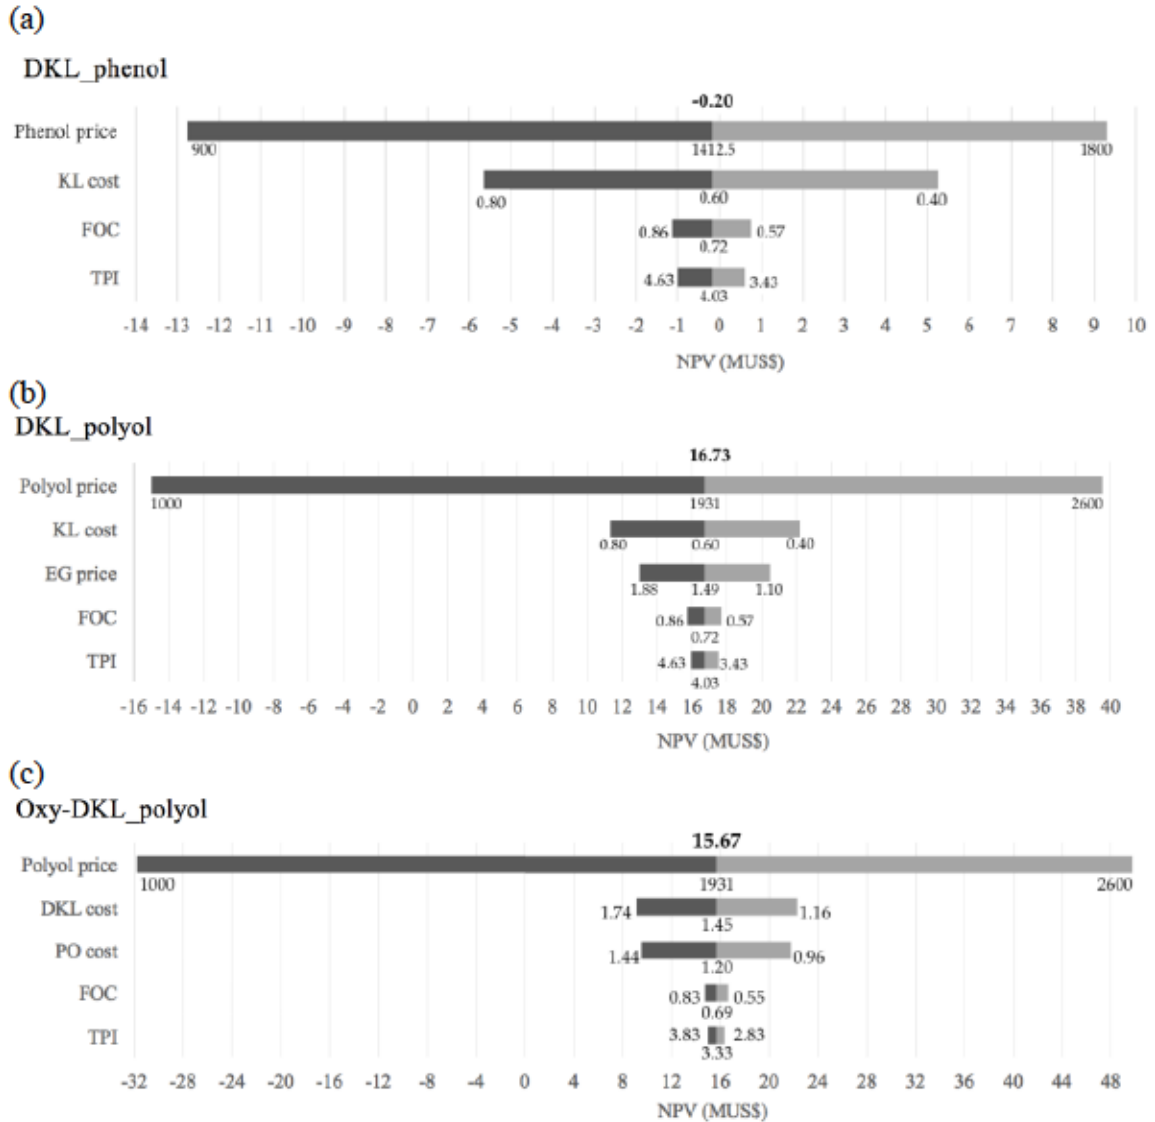 (a)
DKL_phenol
-0.20
Phenol price
900 1412.5 1800
KL cost
0.80 0.60 0.40
FOC
0.86 0.72 0.57
TPI
4.63 4.03 3.43
-14 -13 -12 -11 -10 -9 -8 -7 -6 -5 -4 -3 -2 -1 0 1 2 3 4 5 6 7 8 9 10
NPV (MUS$)
(b)
DKL_polyol
16.73
Polyol price
1000 1931 2600
KL cost
0.80 0.60 0.40
EG price
1.88 1.49 1.10
FOC
0.86 0.72 0.57
TPI
4.63 4.03 3.43
-16 -14 -12 -10 -8 -6 -4 -2 0 2 4 6 8 10 12 14 16 18 20 22 24 26 28 30 32 34 36 38 40
NPV (MUS$)
(c)
Oxy-DKL_polyol
15.67
Polyol price
1000 1931 2600
DKL cost
1.74 1.45 1.16
PO cost
1.44 1.20 0.96
FOC
0.83 0.69 0.55
TPI
3.83 3.33 2.83
-32 -28 -24 -20 -16 -12 -8 -4 0 4 8 12 16 20 24 28 32 36 40 44 48
NPV (MUS$)